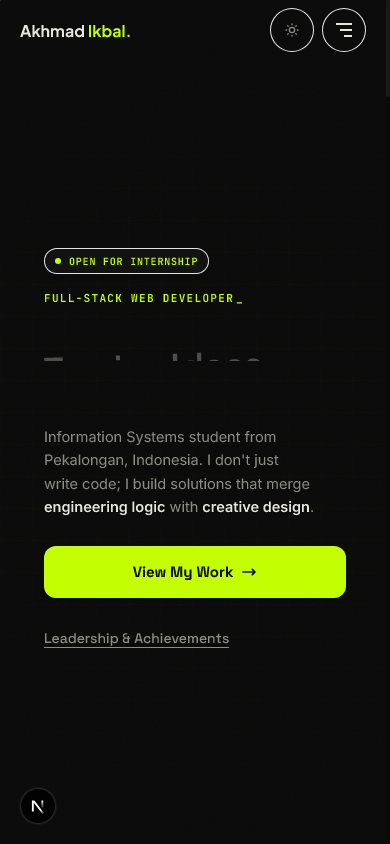 Akhmad Ikbal.
OPEN FOR INTERNSHIP
FULL-STACK WEB DEVELOPER_
Information Systems student from
Pekalongan, Indonesia. I don't just
write code; I build solutions that merge
engineering logic with creative design.
View My Work →
Leadership & Achievements
N